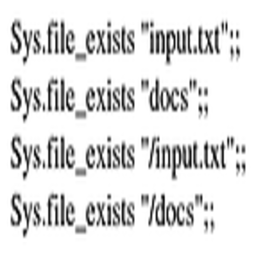 Sys.file_exists "input.txt";;
Sys.file_exists "docs";;
Sys.file_exists "/input.txt";;
Sys.file_exists "/docs";;